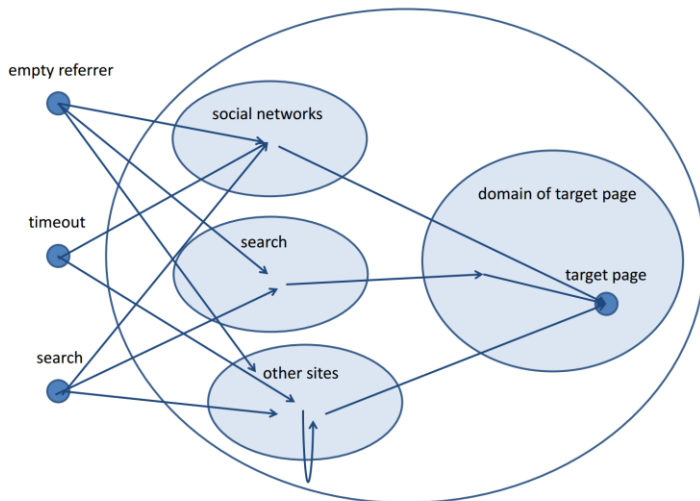 empty referrer
social networks
domain of target page
timeout
search
target page
search
other sites